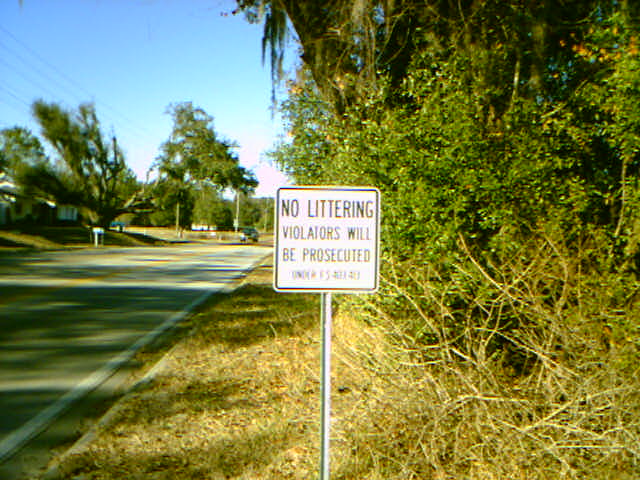 NO LITTERING
VIOLATORS WILL
BE PROSECUTED
UNDER F S 403.413